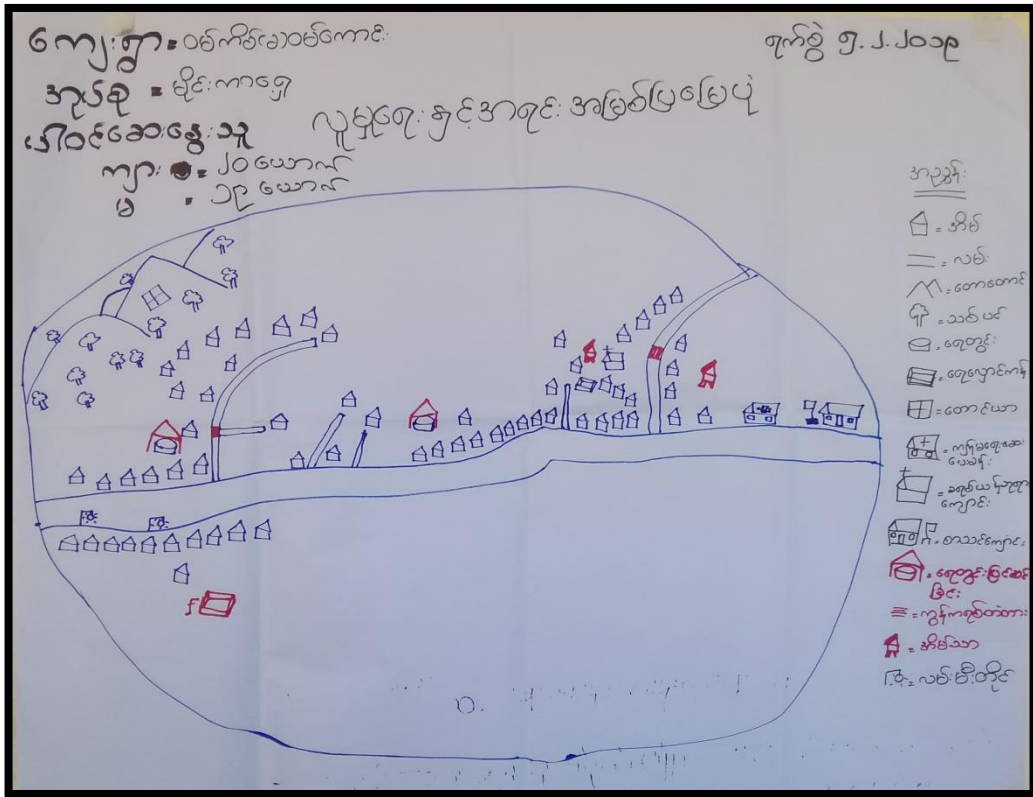 ကျေးရွာ = ဝမ်ကိတ်(ခ)ဝမ်ကောင်း
ရက်စွဲ ၅.၂.၂၀၁၉
အုပ်စု = မိုင်းကာရှေ
လူမှုရေးနှင့်အရင်းအမြစ်ပြမြေပုံ
ပါဝင်ဆွေးနွေးသူ
ကျား = ၂၀ ယောက်
မ = ၁၉ ယောက်
အညွှန်း
= အိမ်
= လမ်း
= တောတောင်
= သစ်ပင်
= ရေတွင်း
= ရေလှောင်ကန်
= တောင်ယာ
= ကျန်းမာရေးဆေးပေးခန်း
= ခရစ်ယာန်ဘုရားကျောင်း
= စာသင်ကျောင်း
= ရေတွင်းပြင်ဆင်ခြင်း
= ကွန်ကရစ်တံတား
= အိမ်သာ
= လမ်းမီးတိုင်